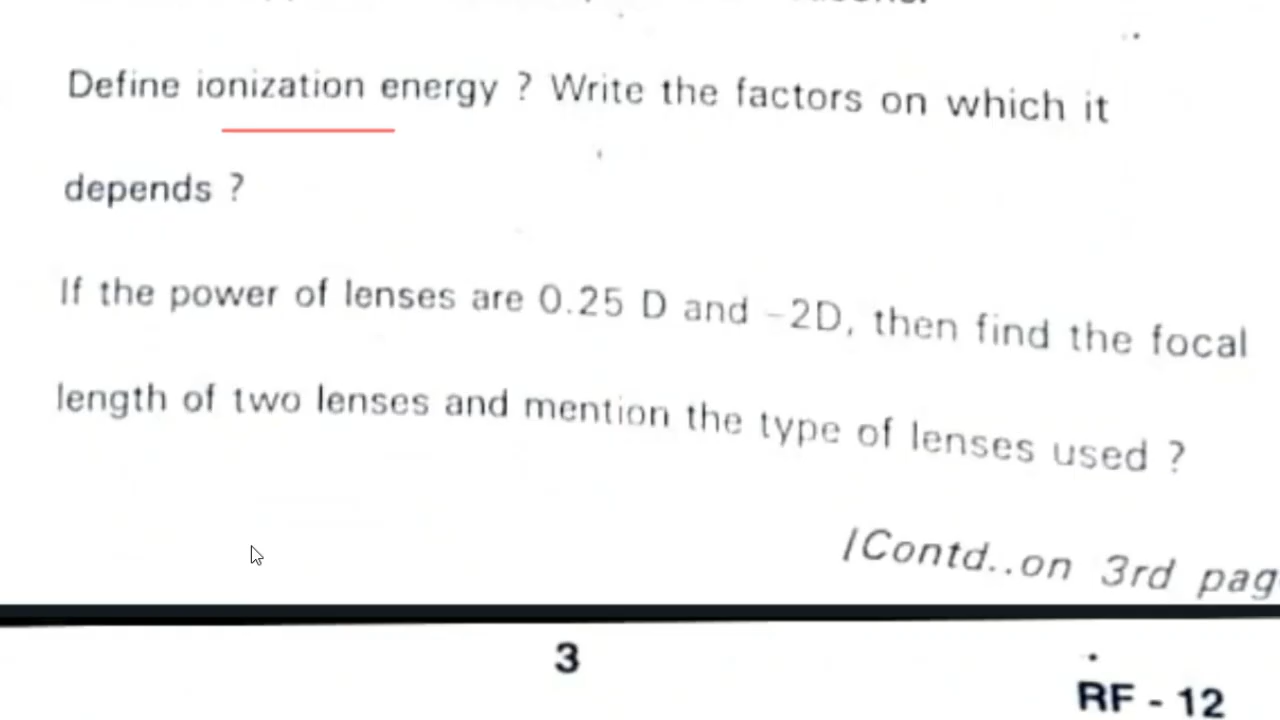 Define ionization energy ? Write the factors on which it
depends ?
If the power of lenses are 0.25 D and -2D, then find the focal
length of two lenses and mention the type of lenses used ?
[Contd..on 3rd
3
RF - 12